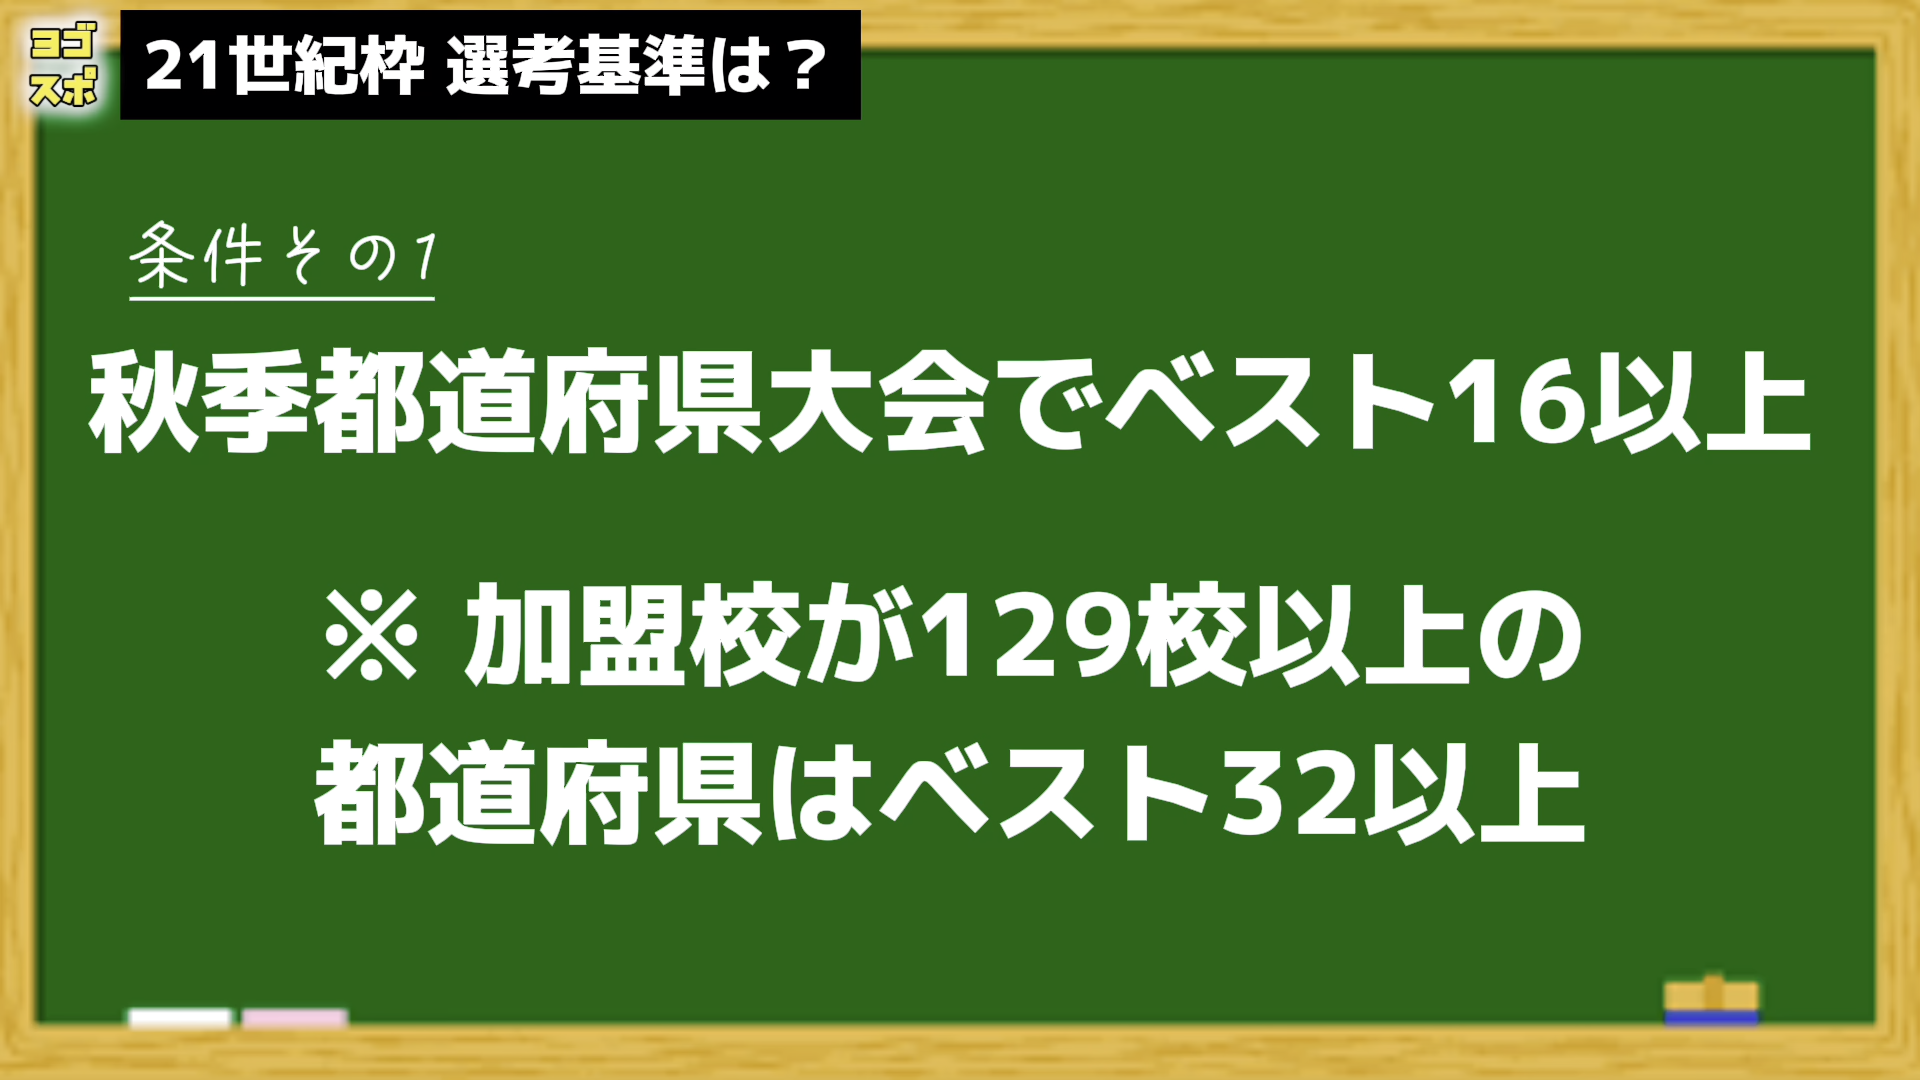 ヨゴ
スポ
21世紀枠 選考基準は？
条件その1
秋季都道府県大会でベスト16以上
※ 加盟校が129校以上の
都道府県はベスト32以上